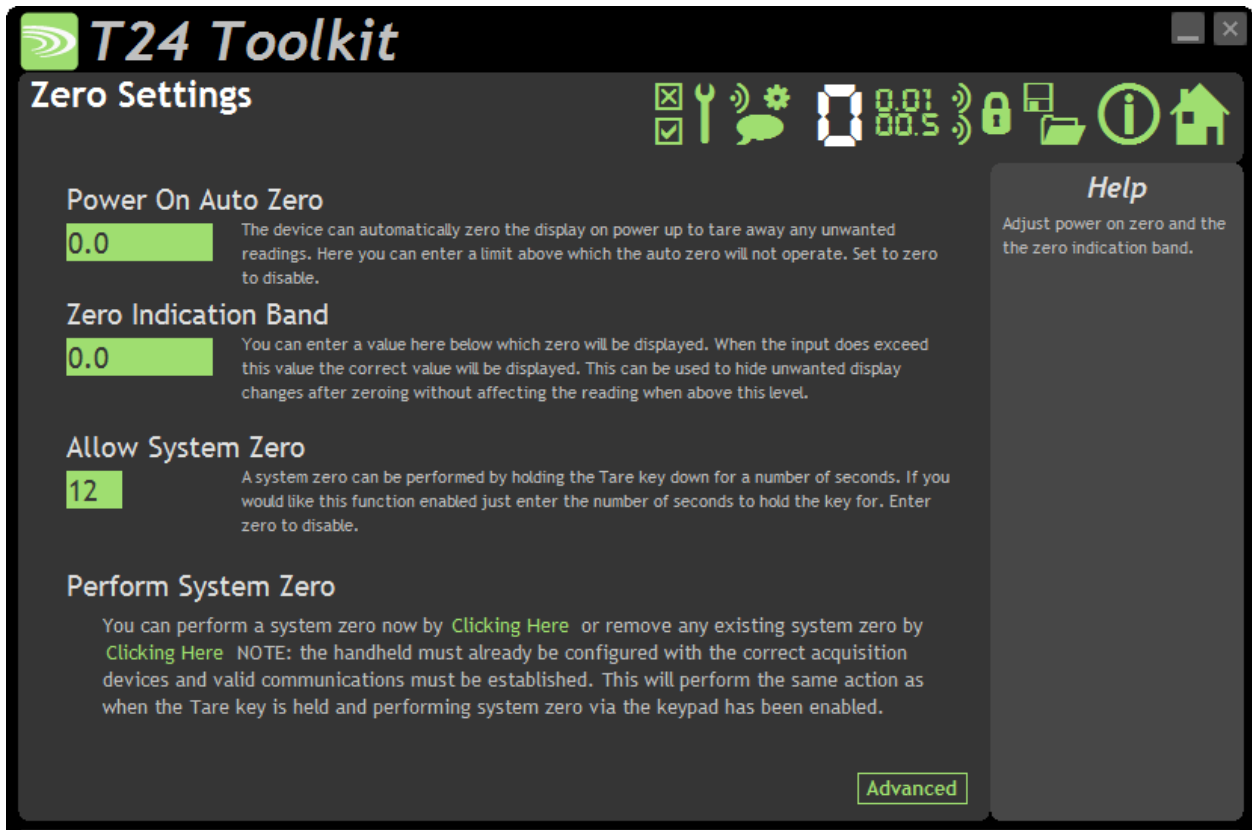 T24 Toolkit
Zero Settings
0
0.01
00.5
Power On Auto Zero
0.0
The device can automatically zero the display on power up to tare away any unwanted
readings. Here you can enter a limit above which the auto zero will not operate. Set to zero
to disable.
Zero Indication Band
0.0
You can enter a value here below which zero will be displayed. When the input does exceed
this value the correct value will be displayed. This can be used to hide unwanted display
changes after zeroing without affecting the reading when above this level.
Allow System Zero
12
A system zero can be performed by holding the Tare key down for a number of seconds. If you
would like this function enabled just enter the number of seconds to hold the key for. Enter
zero to disable.
Perform System Zero
You can perform a system zero now by Clicking Here or remove any existing system zero by
Clicking Here NOTE: the handheld must already be configured with the correct acquisition
devices and valid communications must be established. This will perform the same action as
when the Tare key is held and performing system zero via the keypad has been enabled.
Advanced
Help
Adjust power on zero and the
the zero indication band.